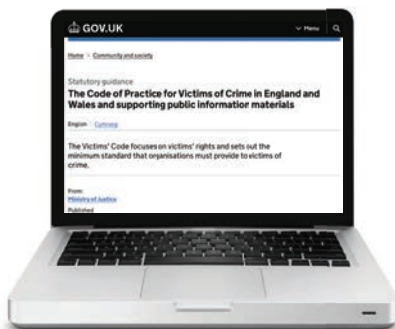 GOV.UK
Menu
Home > Community and society
Statutory guidance
The Code of Practice for Victims of Crime in England and
Wales and supporting public information materials
English Cymraeg
The Victims' Code focuses on victims' rights and sets out the
minimum standard that organisations must provide to victims of
crime.
From:
Ministry of Justice
Published